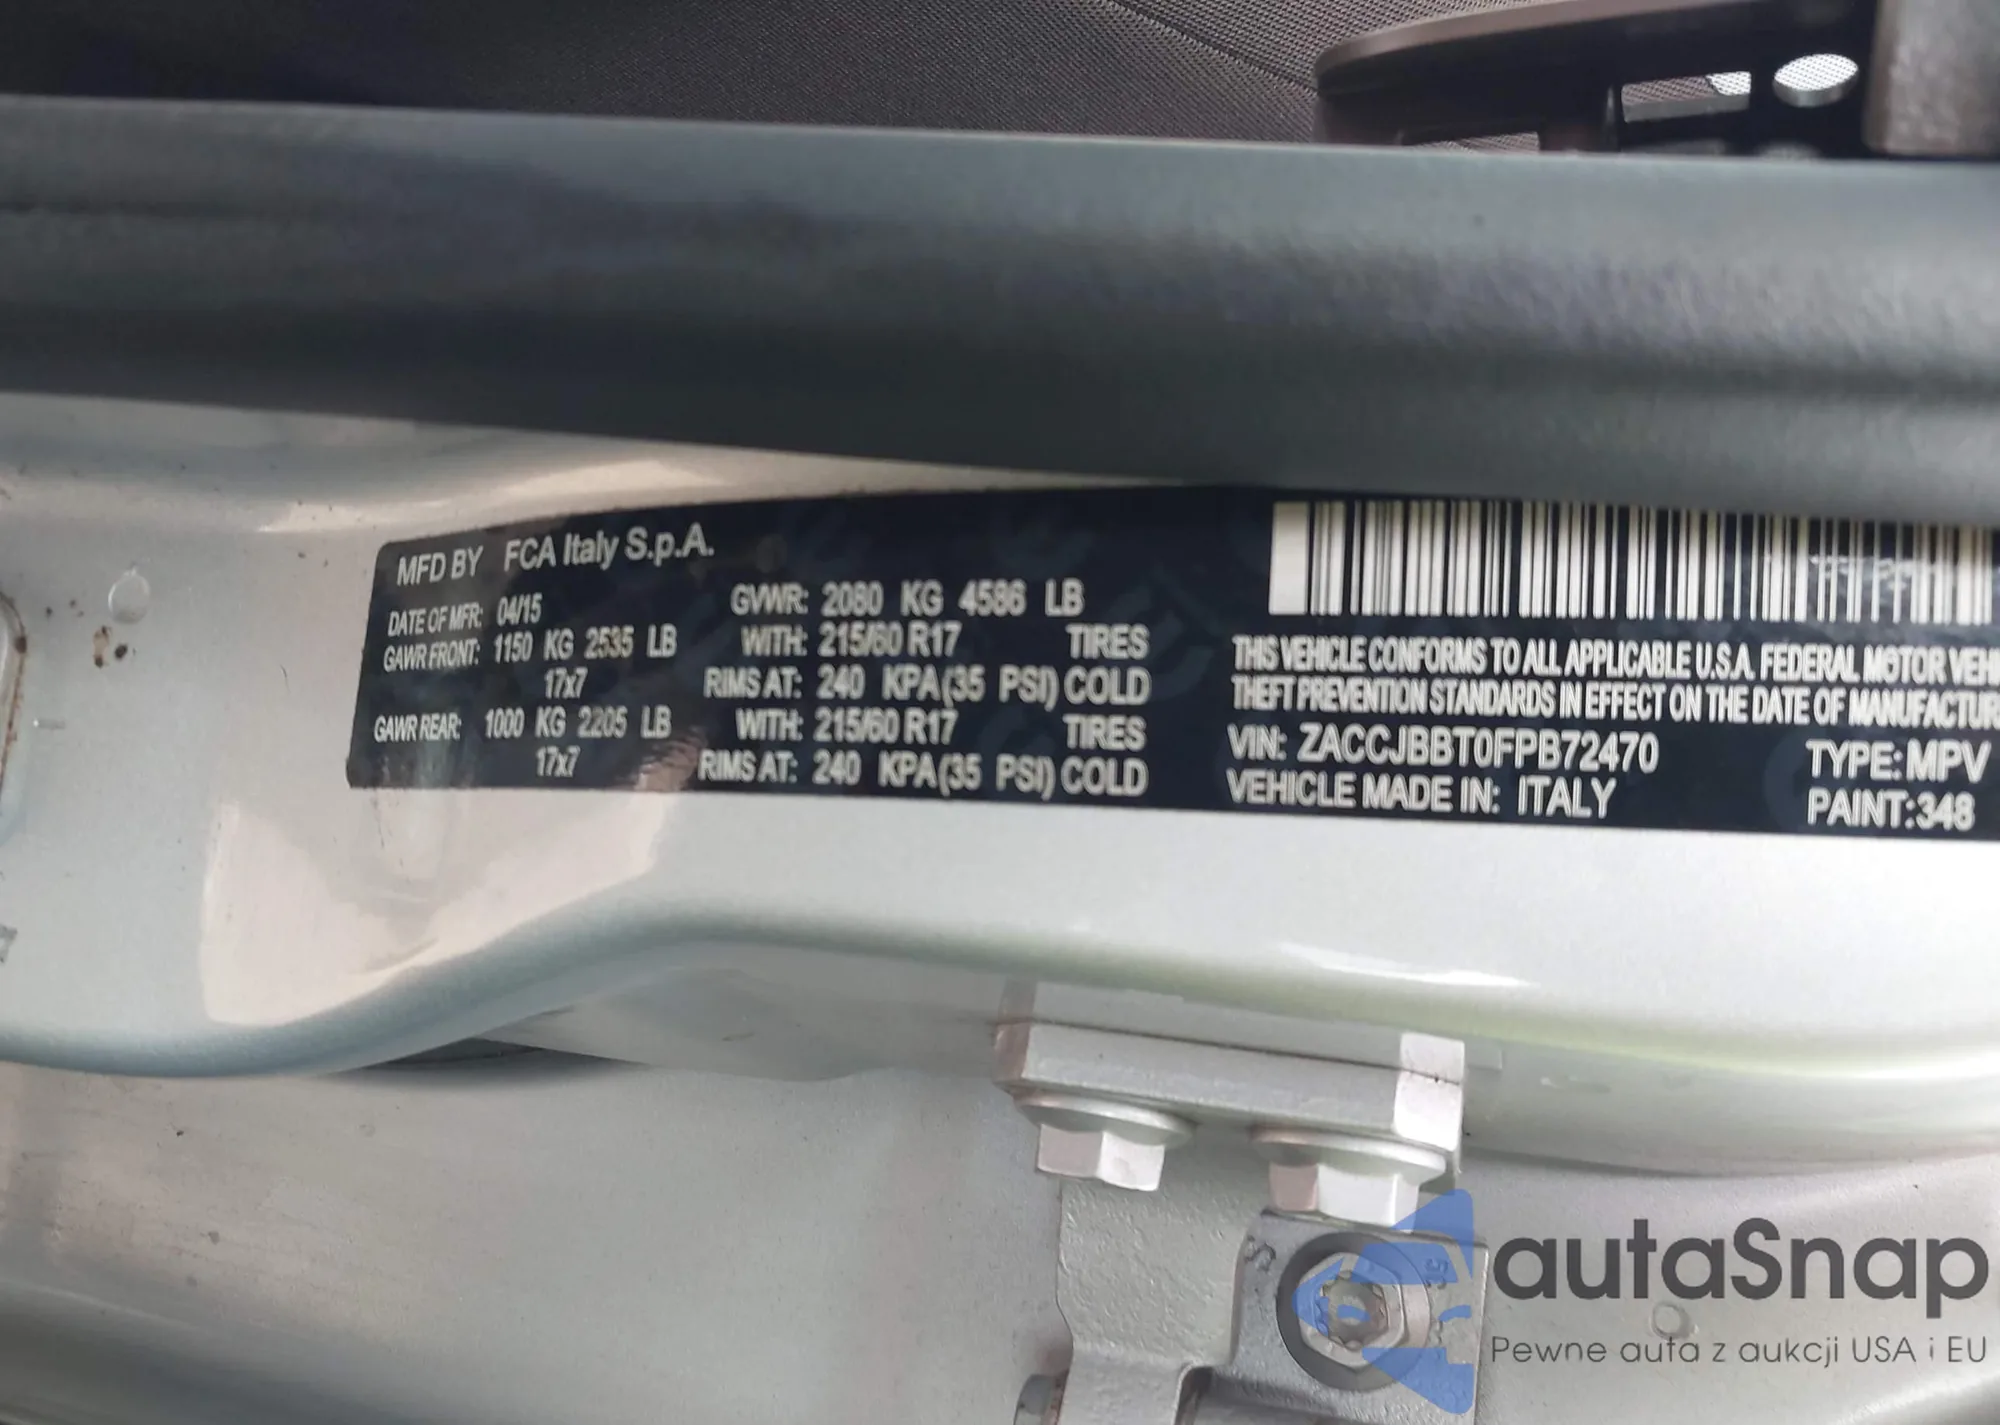 MFD BY FCA Italy S.p.A.
DATE OF MFR: 04/15 GVWR: 2080 KG 4586 LB
GAWR FRONT: 1150 KG 2535 LB WITH: 215/60 R17 TIRES
17x7 RIMS AT: 240 KPA(35 PSI) COLD
GAWR REAR: 1000 KG 2205 LB WITH: 215/60 R17 TIRES
17x7 RIMS AT: 240 KPA(35 PSI) COLD
THIS VEHICLE CONFORMS TO ALL APPLICABLE U.S.A. FEDERAL MOTOR VEHI
THEFT PREVENTION STANDARDS IN EFFECT ON THE DATE OF MANUFACTUR
VIN: ZACCJBBT0FPB72470 TYPE: MPV
VEHICLE MADE IN: ITALY PAINT:348
autaSnap
Pewne auta z aukcji USA i EU